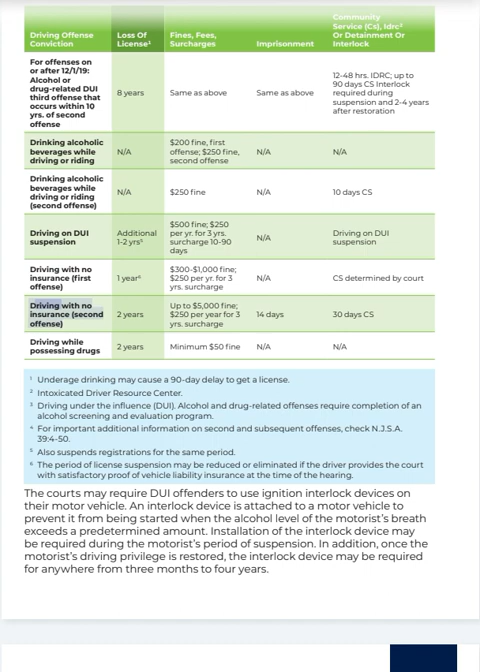 Driving Offense Conviction
Loss Of License³
Fines, Fees, Surcharges
Imprisonment
Community Service (Cs), Idrc² Or Detainment Or Interlock
For offenses on or after 12/1/19: Alcohol or drug-related DUI third offense that occurs within 10 yrs. of second offense
8 years
Same as above
Same as above
12-48 hrs. IDRC; up to 90 days CS Interlock required during suspension and 2-4 years after restoration
Drinking alcoholic beverages while driving or riding
N/A
$200 fine, first offense; $250 fine, second offense
N/A
N/A
Drinking alcoholic beverages while driving or riding (second offense)
N/A
$250 fine
N/A
10 days CS
Driving on DUI suspension
Additional 1-2 yrs⁵
$500 fine; $250 per yr. for 3 yrs. surcharge 10-90 days
N/A
Driving on DUI suspension
Driving with no insurance (first offense)
1 year⁶
$300-$1,000 fine; $250 per yr. for 3 yrs. surcharge
N/A
CS determined by court
Driving with no insurance (second offense)
2 years
Up to $5,000 fine; $250 per year for 3 yrs. surcharge
14 days
30 days CS
Driving while possessing drugs
2 years
Minimum $50 fine
N/A
N/A
¹ Underage drinking may cause a 90-day delay to get a license.
² Intoxicated Driver Resource Center.
³ Driving under the influence (DUI). Alcohol and drug-related offenses require completion of an
alcohol screening and evaluation program.
⁴ For important additional information on second and subsequent offenses, check N.J.S.A.
39:4-50.
⁵ Also suspends registrations for the same period.
⁶ The period of license suspension may be reduced or eliminated if the driver provides the court
with satisfactory proof of vehicle liability insurance at the time of the hearing.
The courts may require DUI offenders to use ignition interlock devices on
their motor vehicle. An interlock device is attached to a motor vehicle to
prevent it from being started when the alcohol level of the motorist's breath
exceeds a predetermined amount. Installation of the interlock device may
be required during the motorist's period of suspension. In addition, once the
motorist's driving privilege is restored, the interlock device may be required
for anywhere from three months to four years.